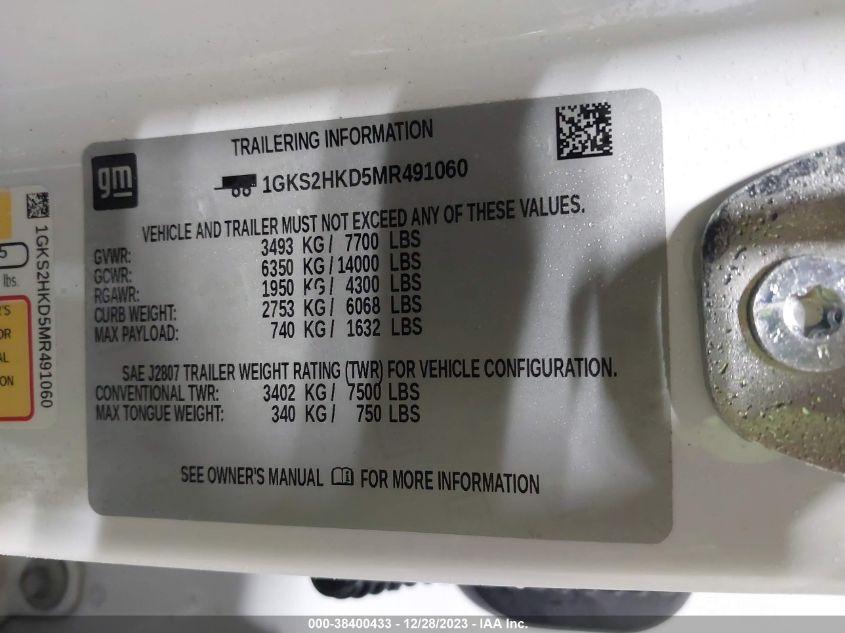 TRAILERING INFORMATION
gm
1GKS2HKD5MR491060
VEHICLE AND TRAILER MUST NOT EXCEED ANY OF THESE VALUES.
GVWR: 3493 KG / 7700 LBS
GCWR: 6350 KG / 14000 LBS
RGAWR: 1950 KG / 4300 LBS
CURB WEIGHT: 2753 KG / 6068 LBS
MAX PAYLOAD: 740 KG / 1632 LBS
SAE J2807 TRAILER WEIGHT RATING (TWR) FOR VEHICLE CONFIGURATION.
CONVENTIONAL TWR: 3402 KG / 7500 LBS
MAX TONGUE WEIGHT: 340 KG / 750 LBS
SEE OWNER'S MANUAL FOR MORE INFORMATION
1GKS2HKD5MR491060
5
lbs.
000-38400433 - 12/28/2023 - IAA Inc.